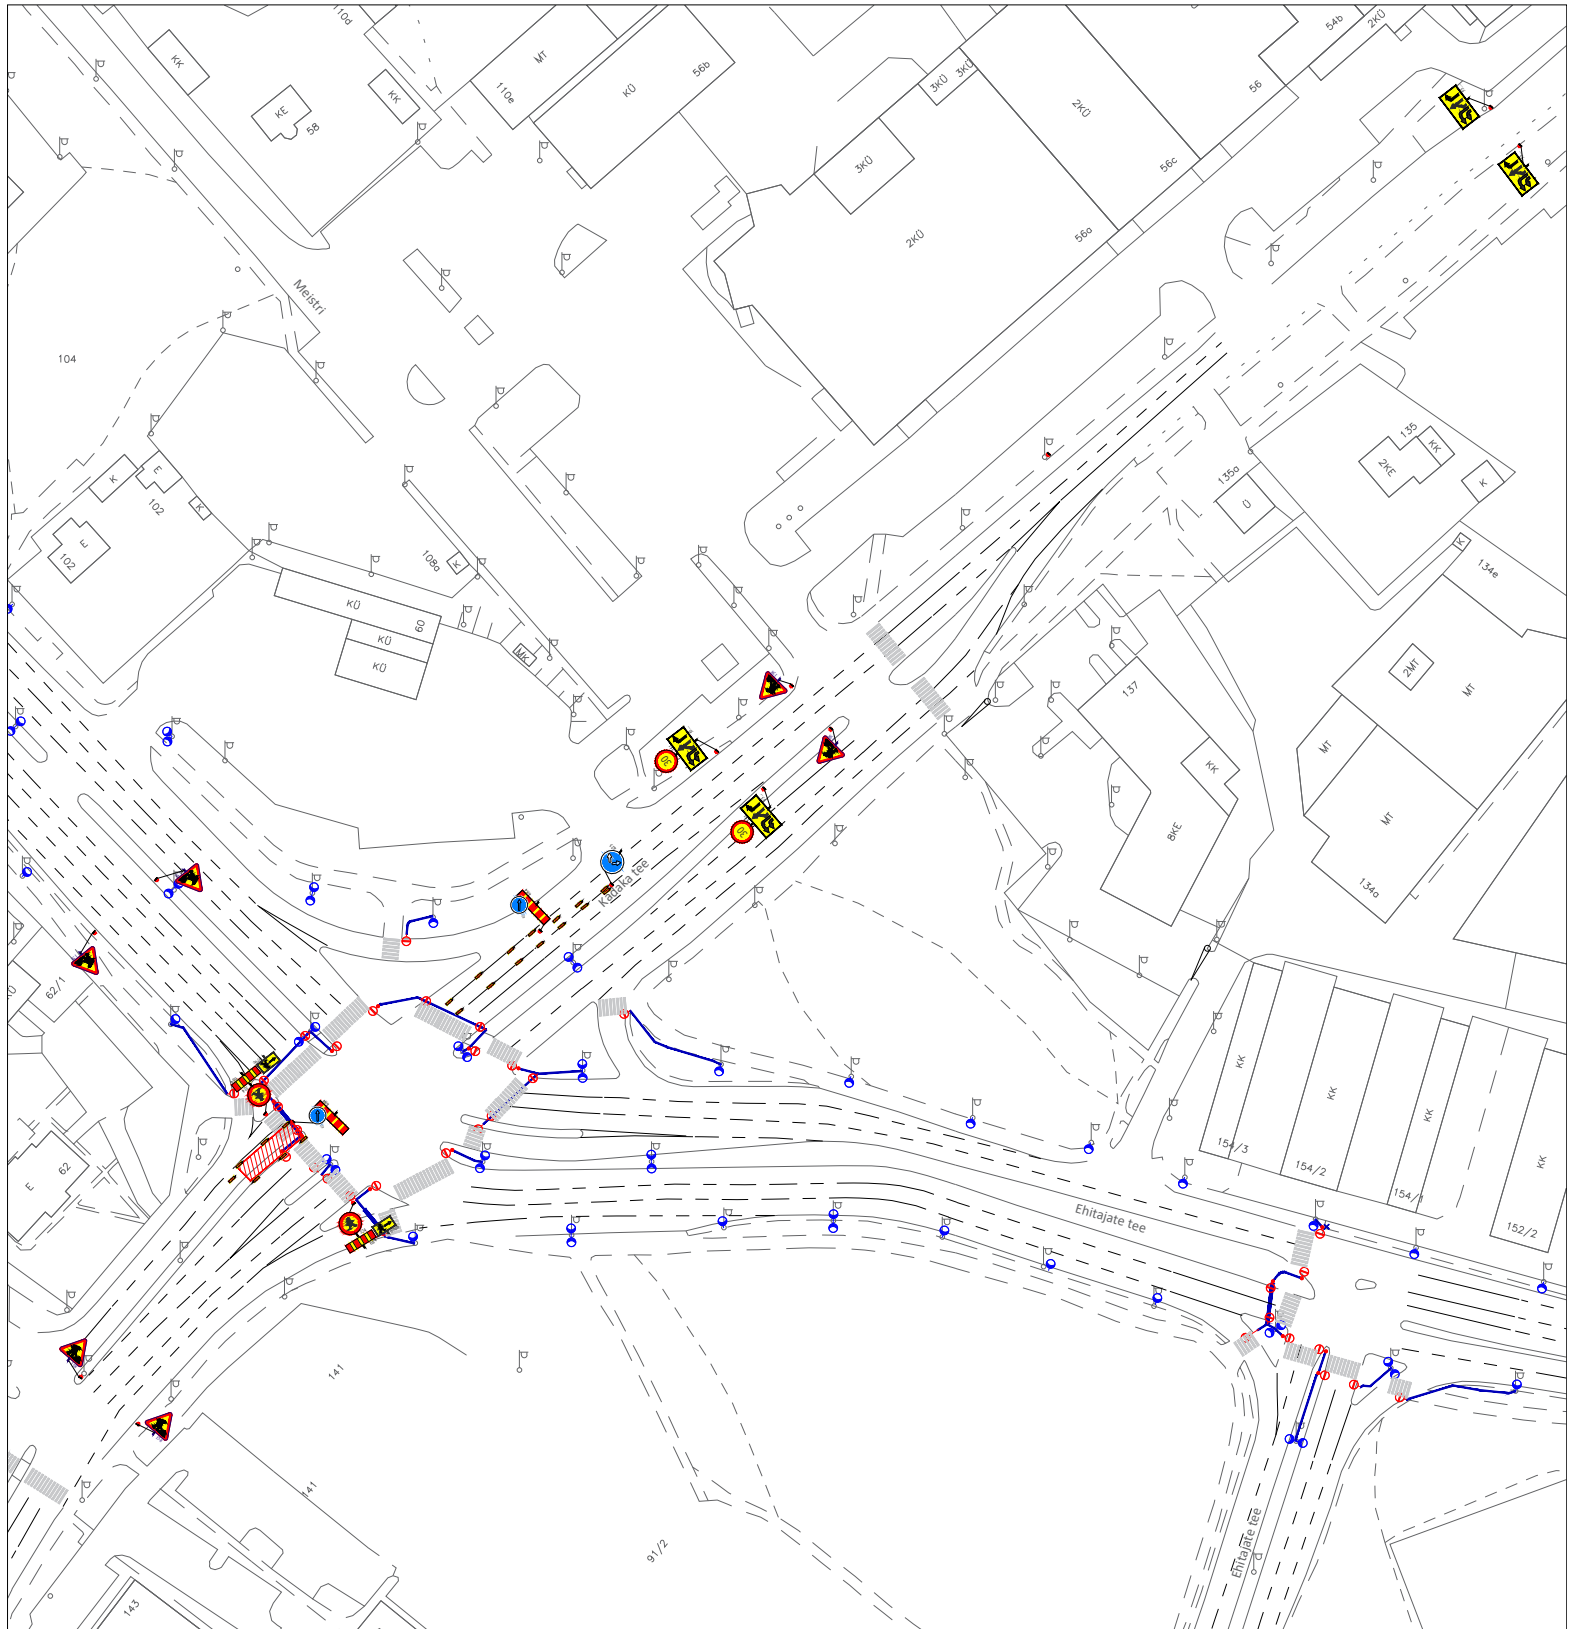 110d
MT
56b
KÜ
110e
KK
KK
KE
58
3KÜ
3KÜ
3KÜ
2KÜ
56
54b
2KÜ
56c
56a
2KÜ
Meistri
104
K
E
102
K
E
102
108a
K
KÜ
KÜ
60
KÜ
MK
135
KK
2KE
K
135a
Ü
K
134e
2MT
MT
137
MT
KK
MT
8KE
134a
30
30
Kadaka tee
62/1
62
E
KK
KK
KK
KK
154/3
154/2
154/1
152/2
Ehitajate tee
141
141
91/2
143
Ehitajate tee